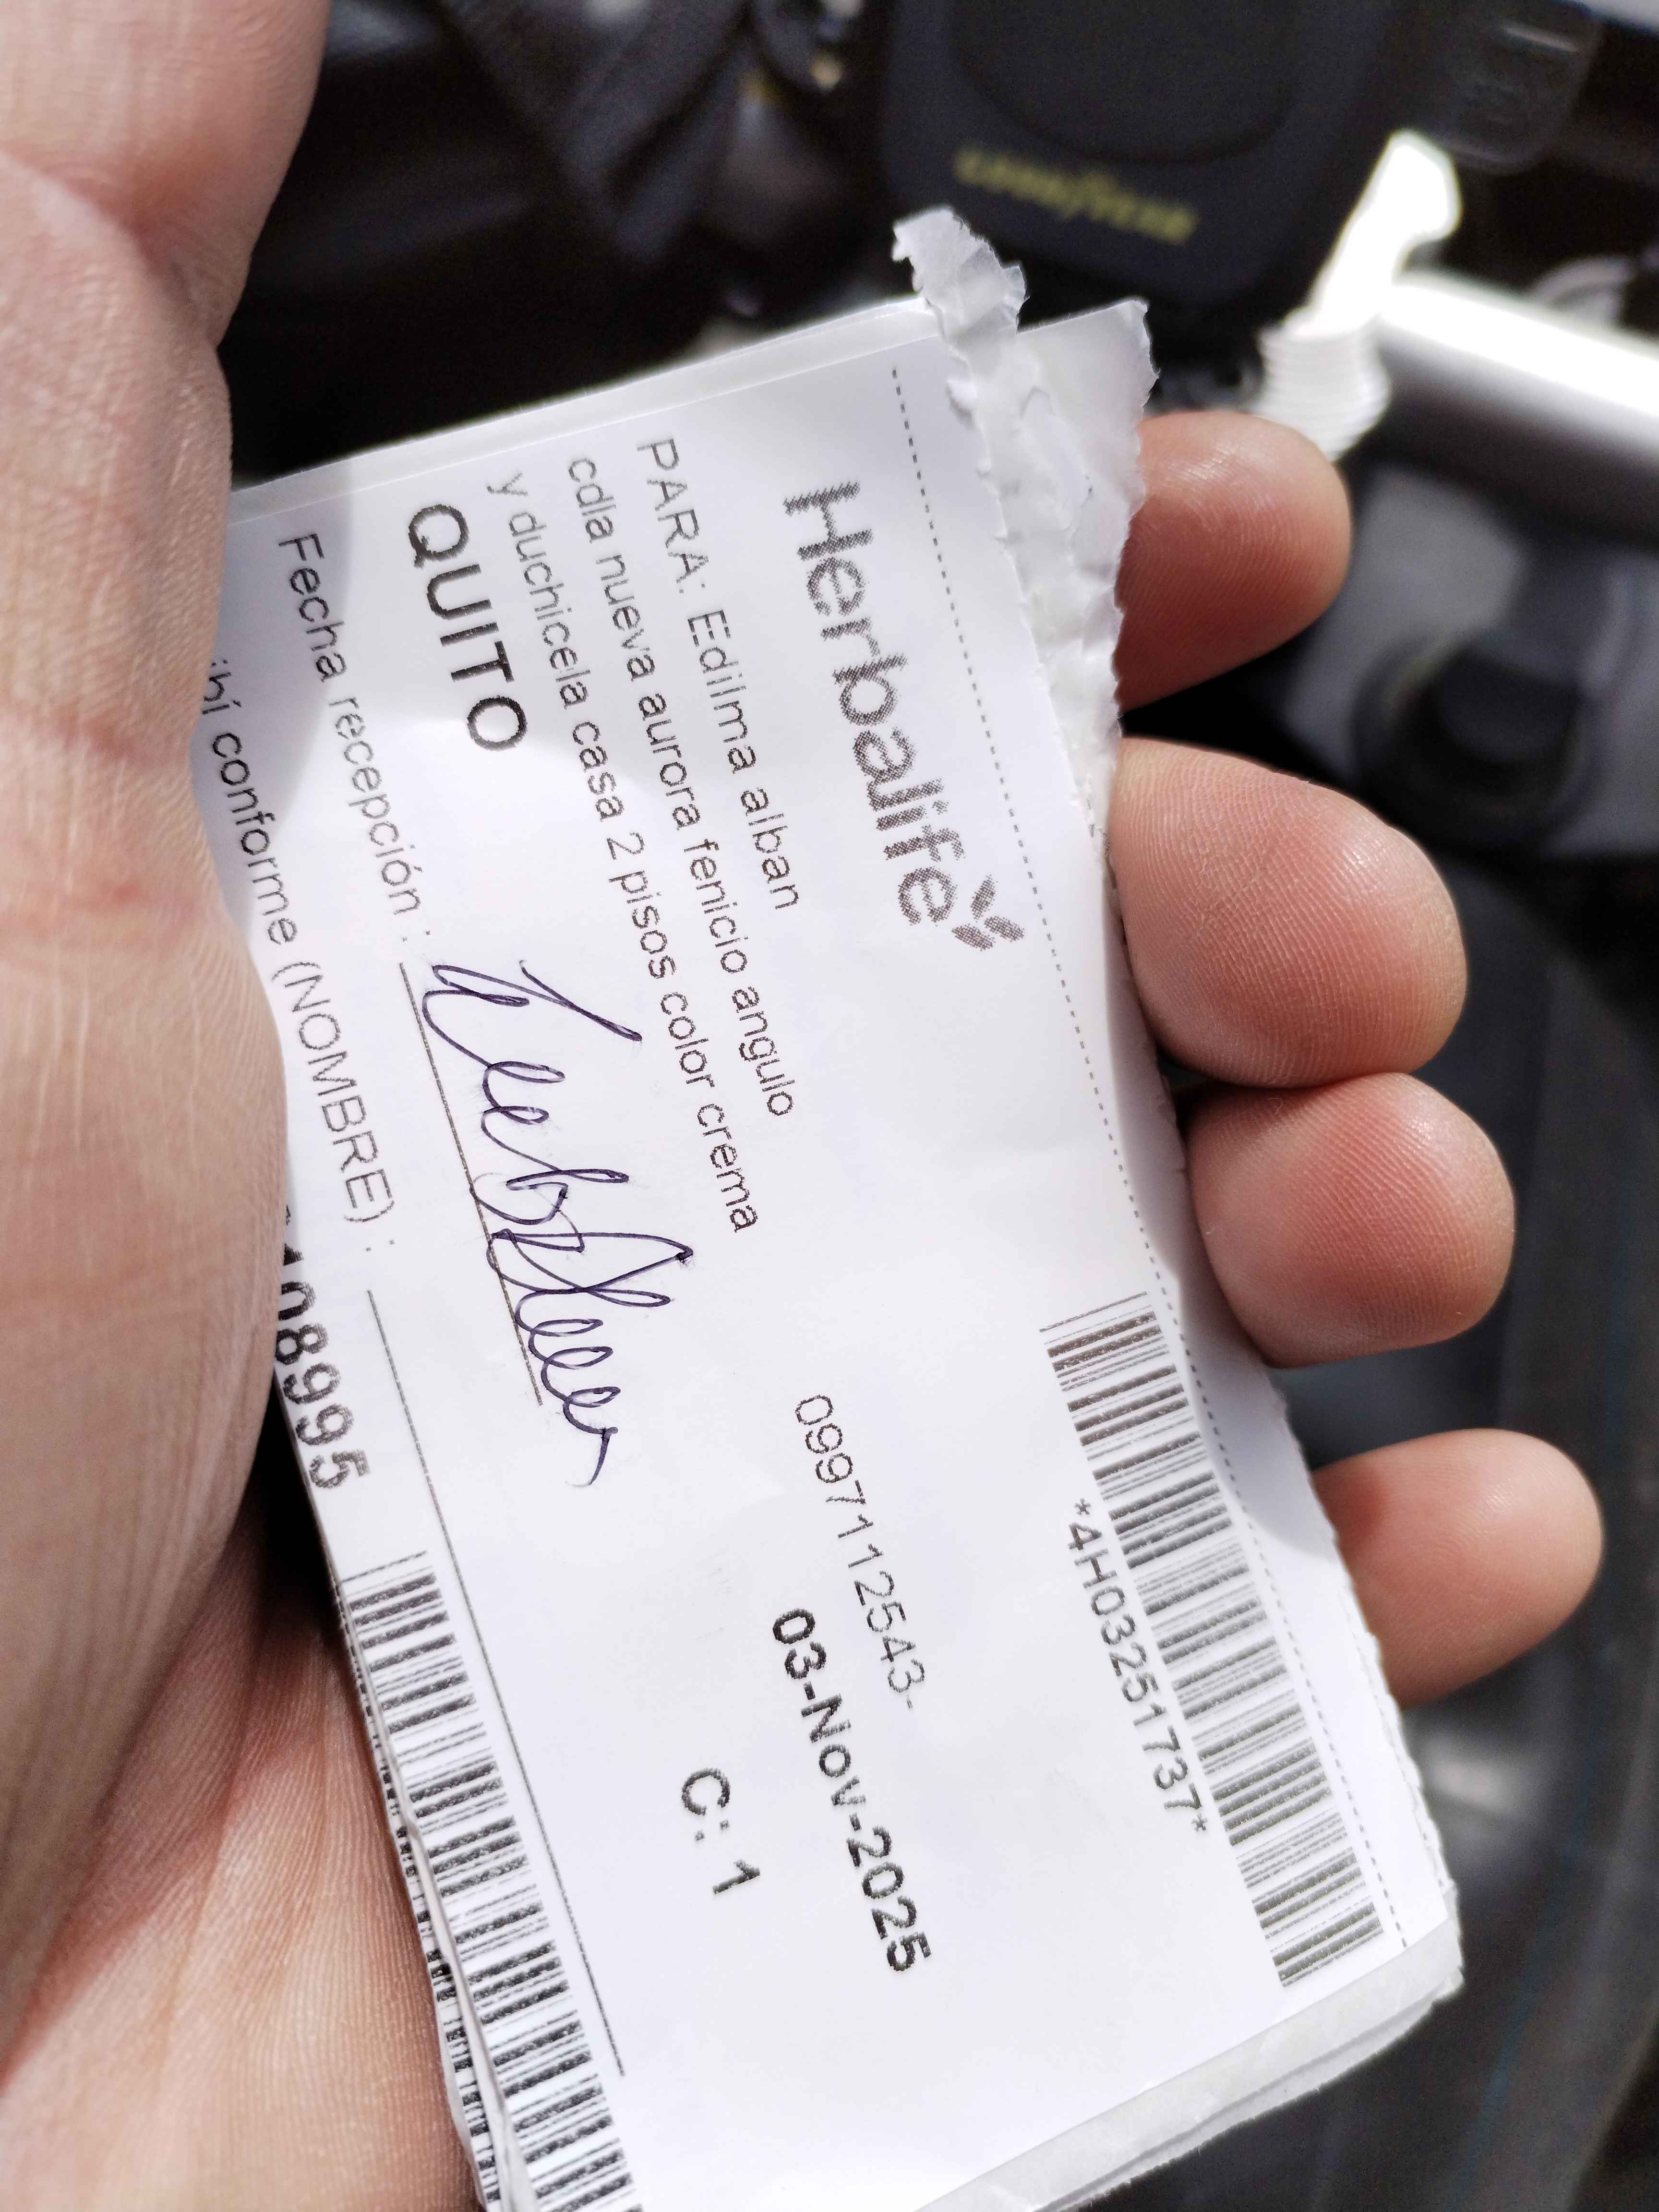 GOODYEAR
Herbalife
*4H03251737*
PARA: Edilma alban
0997112543-
cdla nueva aurora fenicio angulo
03-Nov-2025
y duchicela casa 2 pisos color crema
QUITO
C: 1
Fecha recepción :
ibí conforme (NOMBRE) :
108995